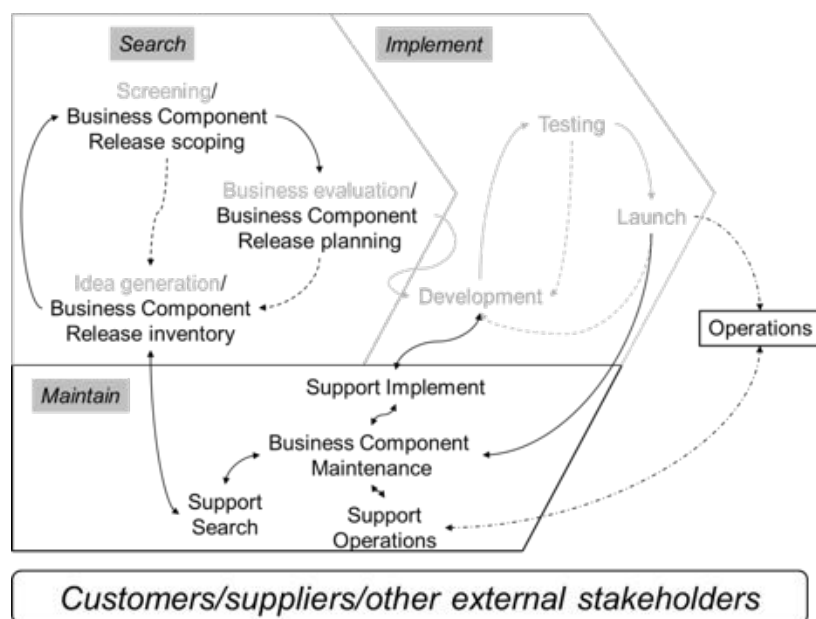 Search
Implement
Screening/
Business Component
Release scoping
Testing
Business evaluation/
Business Component
Release planning
Launch
Idea generation/
Business Component
Release inventory
Development
Operations
Maintain
Support Implement
Business Component
Maintenance
Support
Search
Support
Operations
Customers/suppliers/other external stakeholders